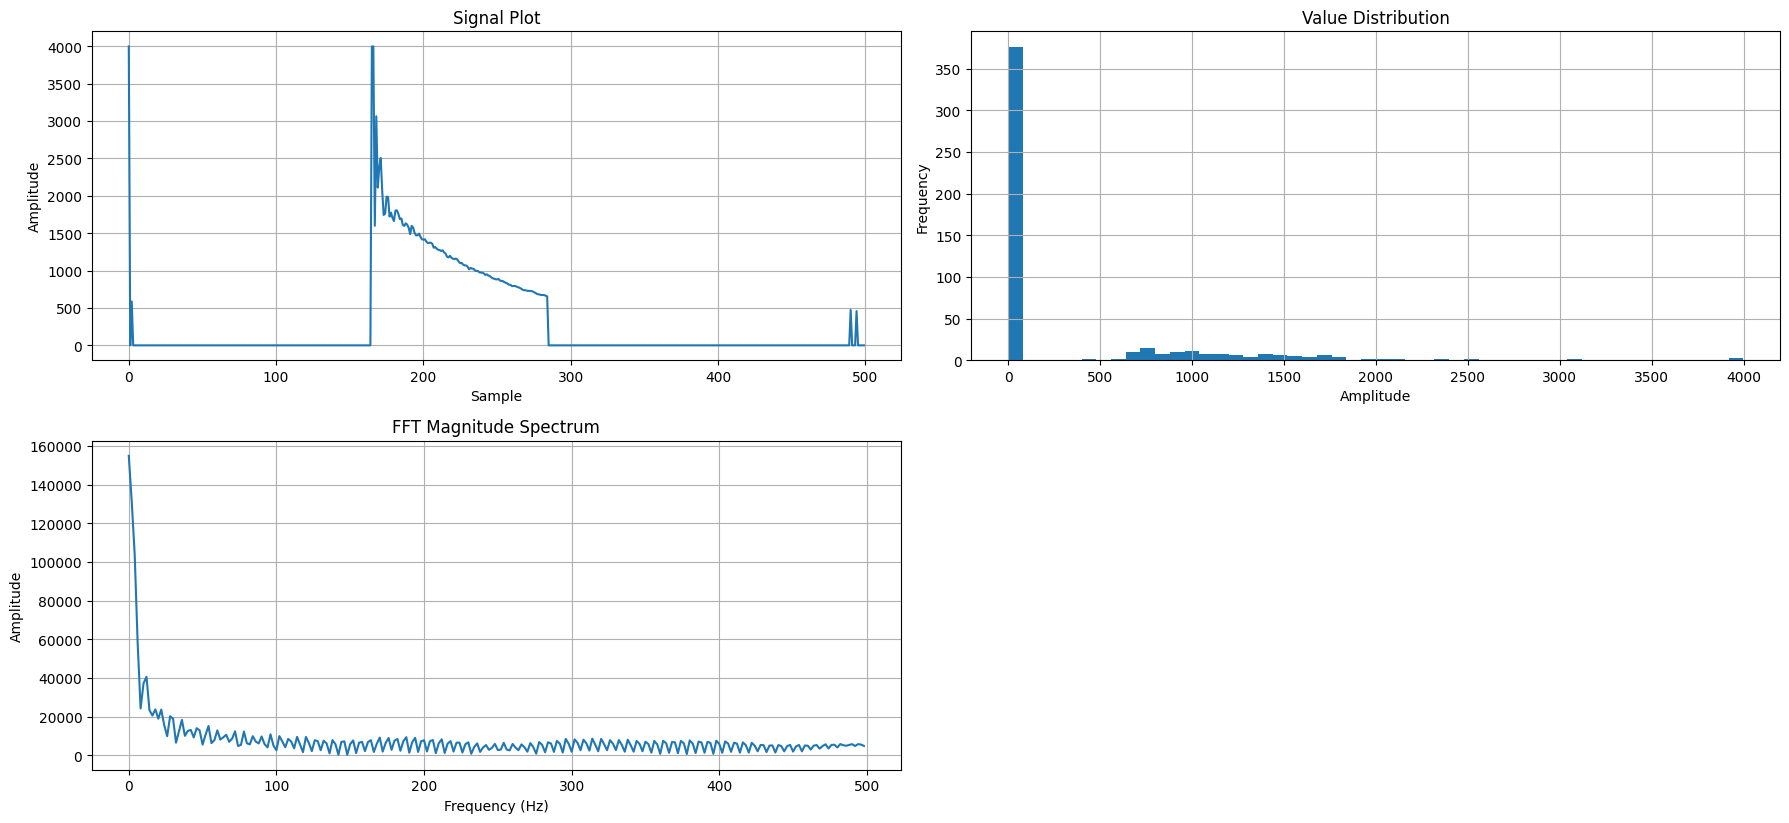 Signal Plot
4000
3500
3000
2500
2000
1500
1000
500
0
Amplitude
0 100 200 300 400 500
Sample
Value Distribution
350
300
250
200
150
100
50
0
Frequency
0 500 1000 1500 2000 2500 3000 3500 4000
Amplitude
FFT Magnitude Spectrum
160000
140000
120000
100000
80000
60000
40000
20000
0
Amplitude
0 100 200 300 400 500
Frequency (Hz)